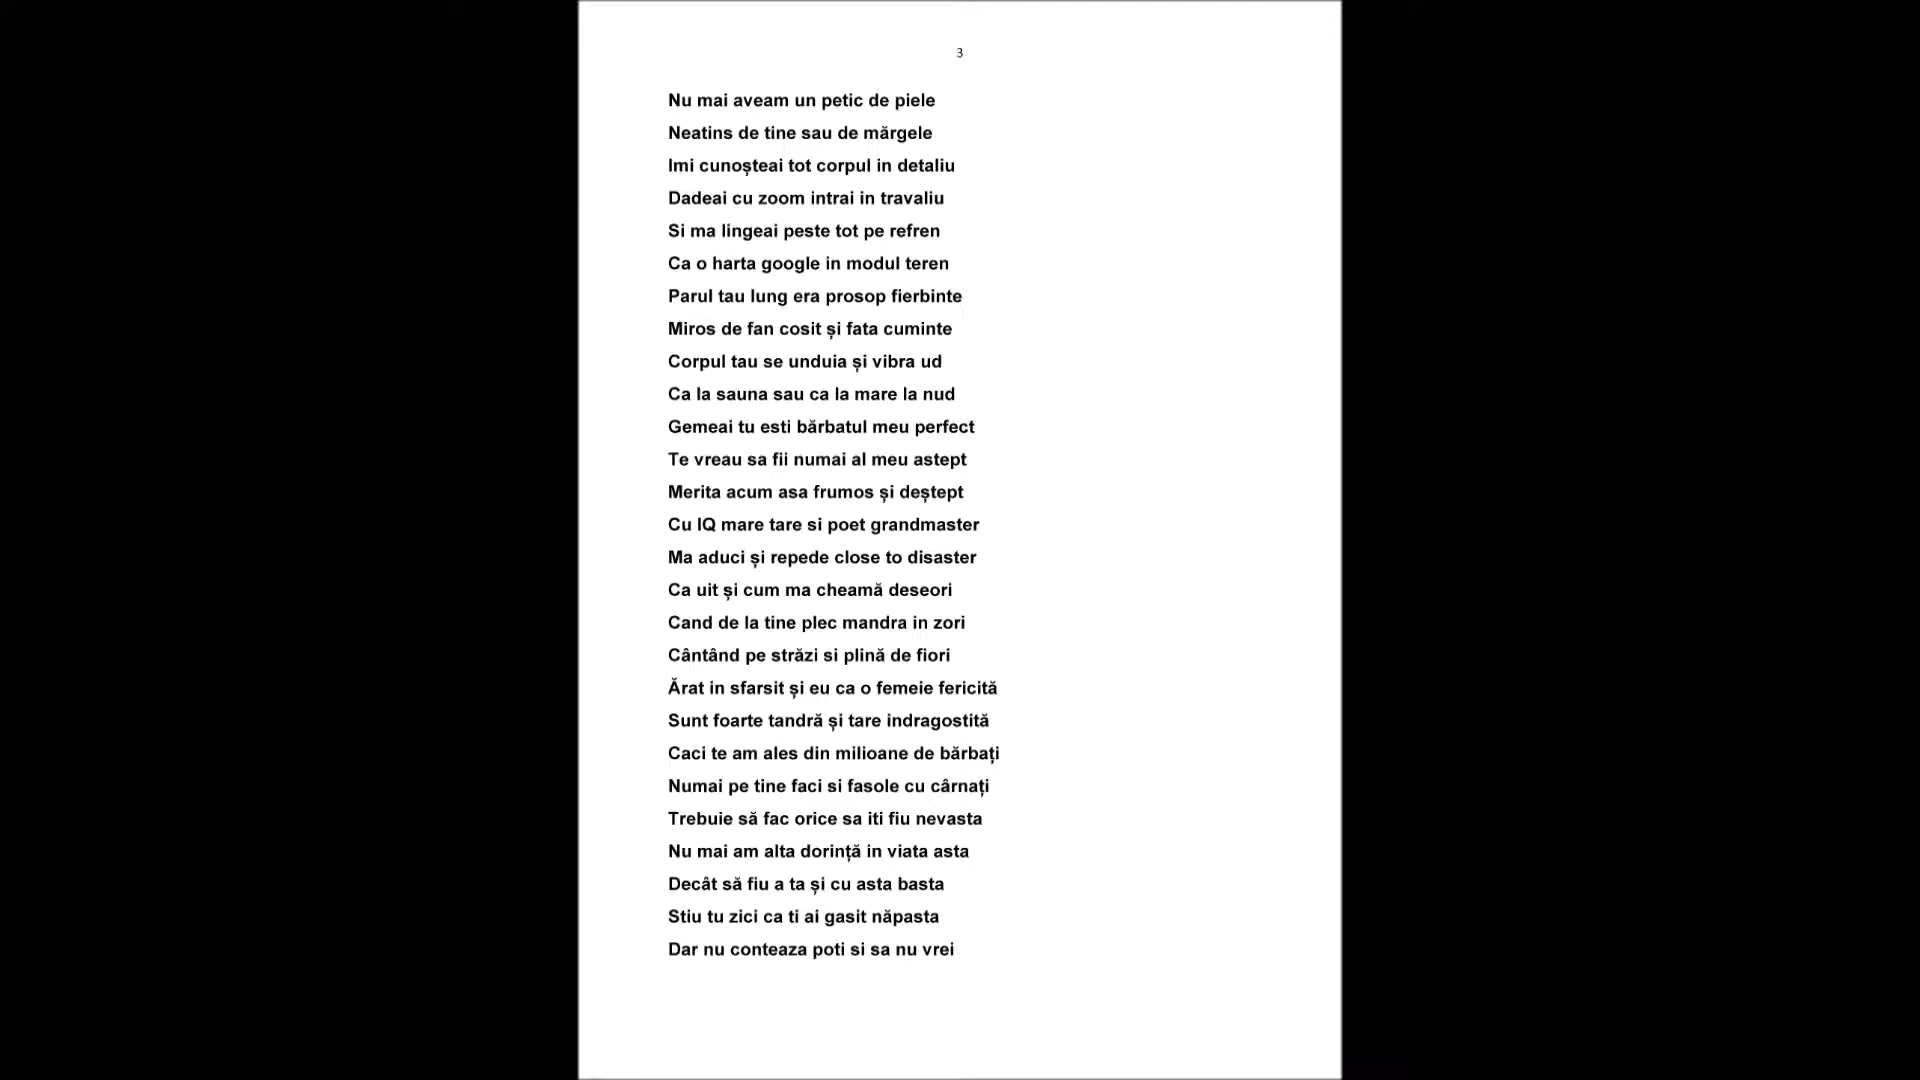 3
Nu mai aveam un petic de piele
Neatins de tine sau de mărgele
Imi cunoșteai tot corpul in detaliu
Dadeai cu zoom intrai in travaliu
Si ma lingeai peste tot pe refren
Ca o harta google in modul teren
Parul tau lung era prosop fierbinte
Miros de fan cosit și fata cuminte
Corpul tau se unduia și vibra ud
Ca la sauna sau ca la mare la nud
Gemeai tu esti bărbatul meu perfect
Te vreau sa fii numai al meu astept
Merita acum asa frumos și deștept
Cu IQ mare tare si poet grandmaster
Ma aduci și repede close to disaster
Ca uit și cum ma cheamă deseori
Cand de la tine plec mandra in zori
Cântând pe străzi si plină de fiori
Ărat in sfarsit și eu ca o femeie fericită
Sunt foarte tandră și tare indragostită
Caci te am ales din milioane de bărbați
Numai pe tine faci si fasole cu cârnați
Trebuie să fac orice sa iti fiu nevasta
Nu mai am alta dorință in viata asta
Decât să fiu a ta și cu asta basta
Stiu tu zici ca ti ai gasit năpasta
Dar nu conteaza poti si sa nu vrei